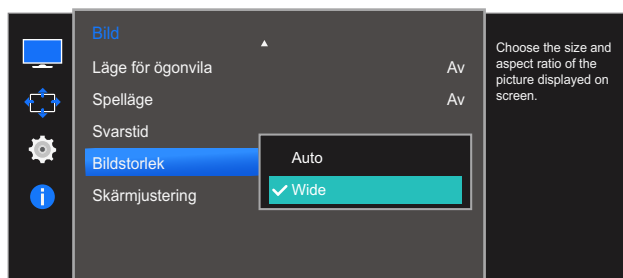 Bild
Läge för ögonvila Av
Spelläge Av
Svarstid
Bildstorlek
Auto
Wide
Skärmjustering
Choose the size and
aspect ratio of the
picture displayed on
screen.